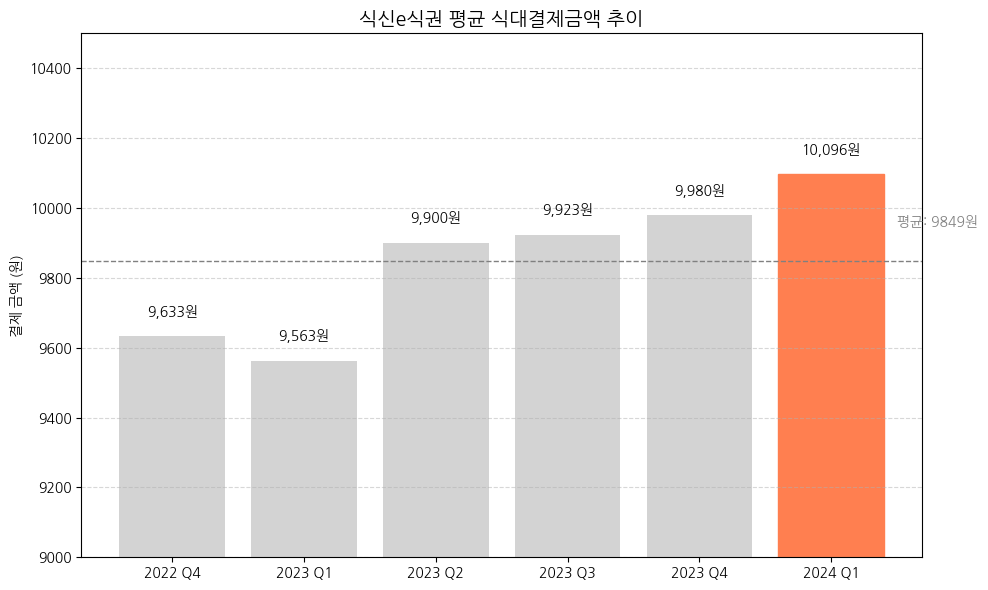 식신e식권 평균 식대결제금액 추이
결제 금액 (원)
10400
10200
10000
9800
9600
9400
9200
9000
9,633원
9,563원
9,900원
9,923원
9,980원
10,096원
평균: 9849원
2022 Q4
2023 Q1
2023 Q2
2023 Q3
2023 Q4
2024 Q1